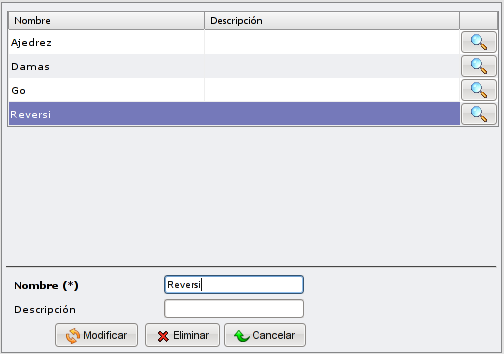 Nombre Descripción
Ajedrez
Damas
Go
Reversi
Nombre (*) Reversi
Descripción
Modificar Eliminar Cancelar